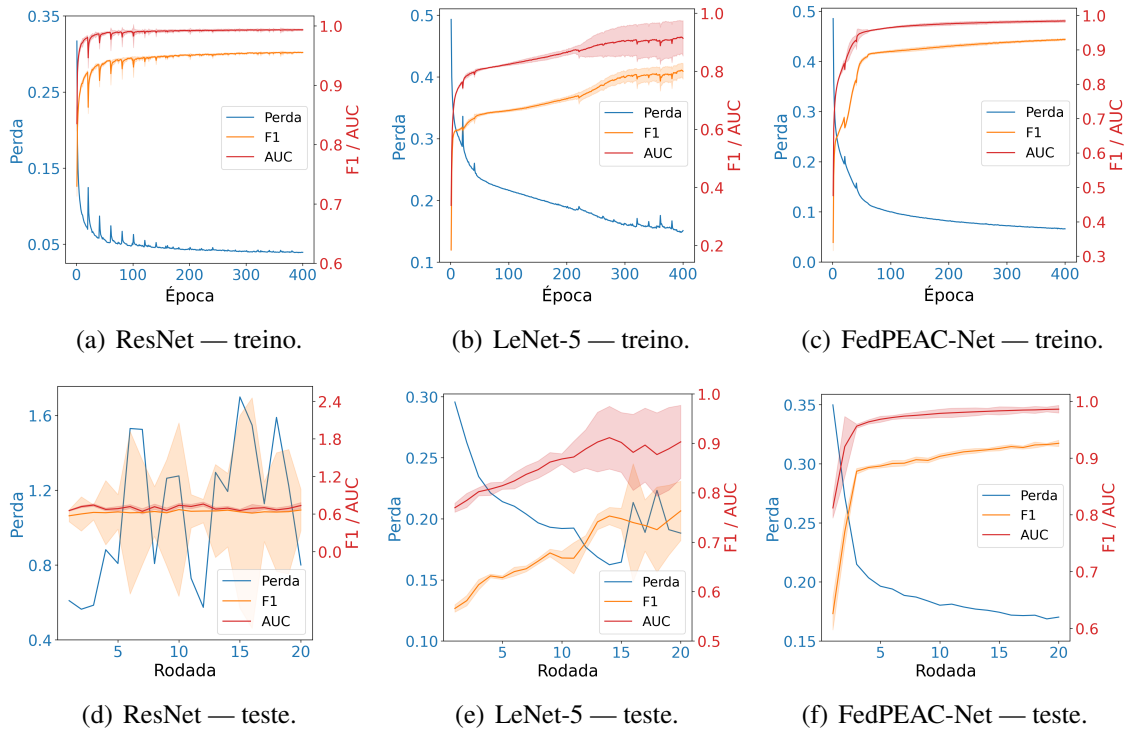 0.35
0.25
0.15
0.05
Perda
0 100 200 300 400
Época
1.0
0.9
0.8
0.7
0.6
F1 / AUC
Perda
F1
AUC
(a) ResNet — treino.
0.5
0.4
0.3
0.2
0.1
Perda
0 100 200 300 400
Época
1.0
0.8
0.6
0.4
0.2
F1 / AUC
Perda
F1
AUC
(b) LeNet-5 — treino.
0.5
0.4
0.3
0.2
0.1
0.0
Perda
0 100 200 300 400
Época
1.0
0.9
0.8
0.7
0.6
0.5
0.4
0.3
F1 / AUC
Perda
F1
AUC
(c) FedPEAC-Net — treino.
1.6
1.2
0.8
0.4
Perda
5 10 15 20
Rodada
2.4
1.8
1.2
0.6
0.0
F1 / AUC
Perda
F1
AUC
(d) ResNet — teste.
0.30
0.25
0.20
0.15
0.10
Perda
5 10 15 20
Rodada
1.0
0.9
0.8
0.7
0.6
0.5
F1 / AUC
Perda
F1
AUC
(e) LeNet-5 — teste.
0.35
0.30
0.25
0.20
0.15
Perda
5 10 15 20
Rodada
1.0
0.9
0.8
0.7
0.6
F1 / AUC
Perda
F1
AUC
(f) FedPEAC-Net — teste.